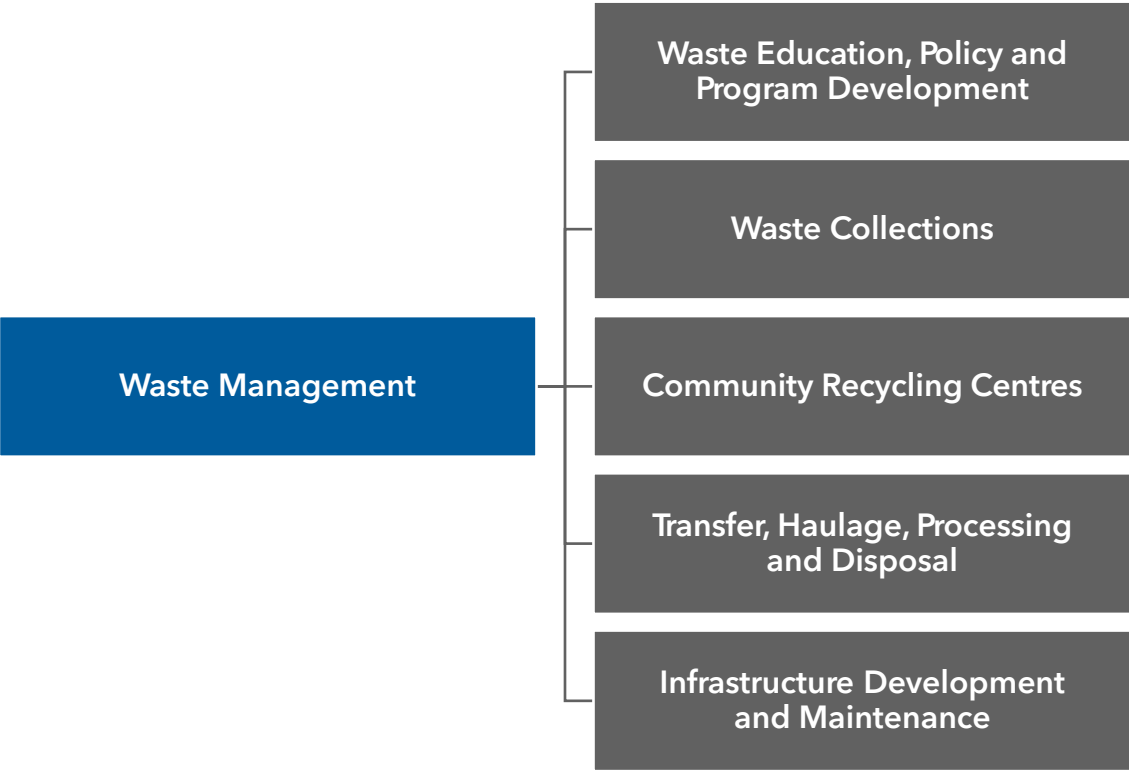 Waste Education, Policy and
Program Development
Waste Collections
Waste Management
Community Recycling Centres
Transfer, Haulage, Processing
and Disposal
Infrastructure Development
and Maintenance